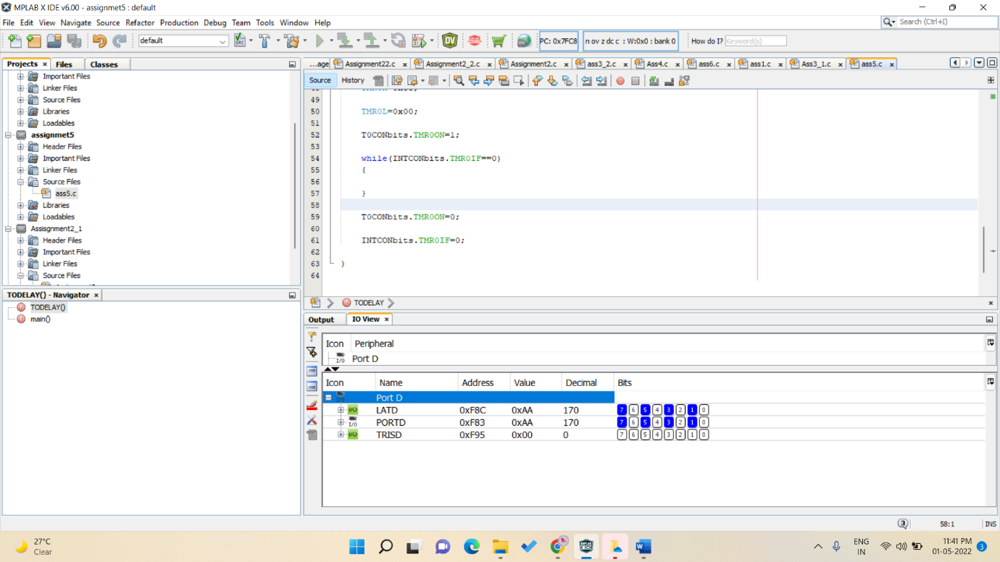 MPLAB X IDE v6.00 - assignmet5 : default
File Edit View Navigate Source Refactor Production Debug Team Tools Window Help
Search (Ctrl+I)
default
PC: 0x7FC8
n ov z dc c : W:0x0 : bank 0
How do I?
Keyword(s)
Projects
Files
Classes
Important Files
Linker Files
Source Files
Libraries
Loadables
assignmet5
Header Files
Important Files
Linker Files
Source Files
ass5.c
Libraries
Loadables
Assisgnment2_1
Header Files
Important Files
Linker Files
Source Files
TODELAY() - Navigator
TODELAY()
main()
...age Assignment22.c Assignment2_2.c Assignment2.c ass3_2.c Ass4.c ass6.c ass1.c Ass3_1.c ass5.c
Source History
49
50 TMR0L=0x00;
51
52 T0CONbits.TMR0ON=1;
53
54 while(INTCONbits.TMR0IF==0)
55 {
56
57 }
58
59 T0CONbits.TMR0ON=0;
60
61 INTCONbits.TMR0IF=0;
62
63 }
64
TODELAY
Output
IO View
Icon Peripheral
I/O Port D
Icon Name Address Value Decimal Bits
Port D
I/O LATD 0xF8C 0xAA 170 7 6 5 4 3 2 1 0
I/O PORTD 0xF83 0xAA 170 7 6 5 4 3 2 1 0
I/O TRISD 0xF95 0x00 0 7 6 5 4 3 2 1 0
3
58:1
INS
27°C
Clear
ENG
IN
11:41 PM
01-05-2022
3